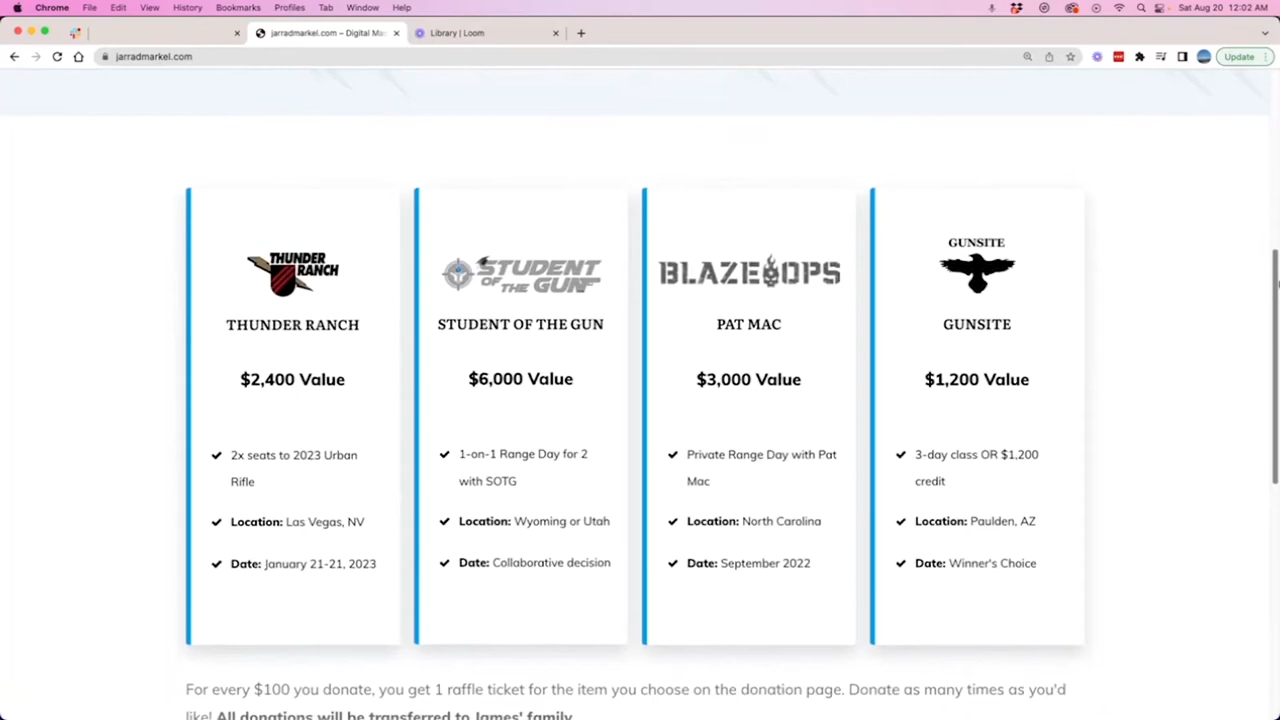 Chrome File Edit View History Bookmarks Profiles Tab Window Help Sat Aug 20 12:02 AM
jarradmarkel.com – Digital Ma Library | Loom
jarradmarkel.com Update
THUNDER RANCH
STUDENT OF THE GUN
BLAZE OPS
GUNSITE
THUNDER RANCH
STUDENT OF THE GUN
PAT MAC
GUNSITE
$2,400 Value
$6,000 Value
$3,000 Value
$1,200 Value
2x seats to 2023 Urban
Rifle
Location: Las Vegas, NV
Date: January 21-21, 2023
1-on-1 Range Day for 2
with SOTG
Location: Wyoming or Utah
Date: Collaborative decision
Private Range Day with Pat
Mac
Location: North Carolina
Date: September 2022
3-day class OR $1,200
credit
Location: Paulden, AZ
Date: Winner's Choice
For every $100 you donate, you get 1 raffle ticket for the item you choose on the donation page. Donate as many times as you'd
like! All donations will be transferred to James' family